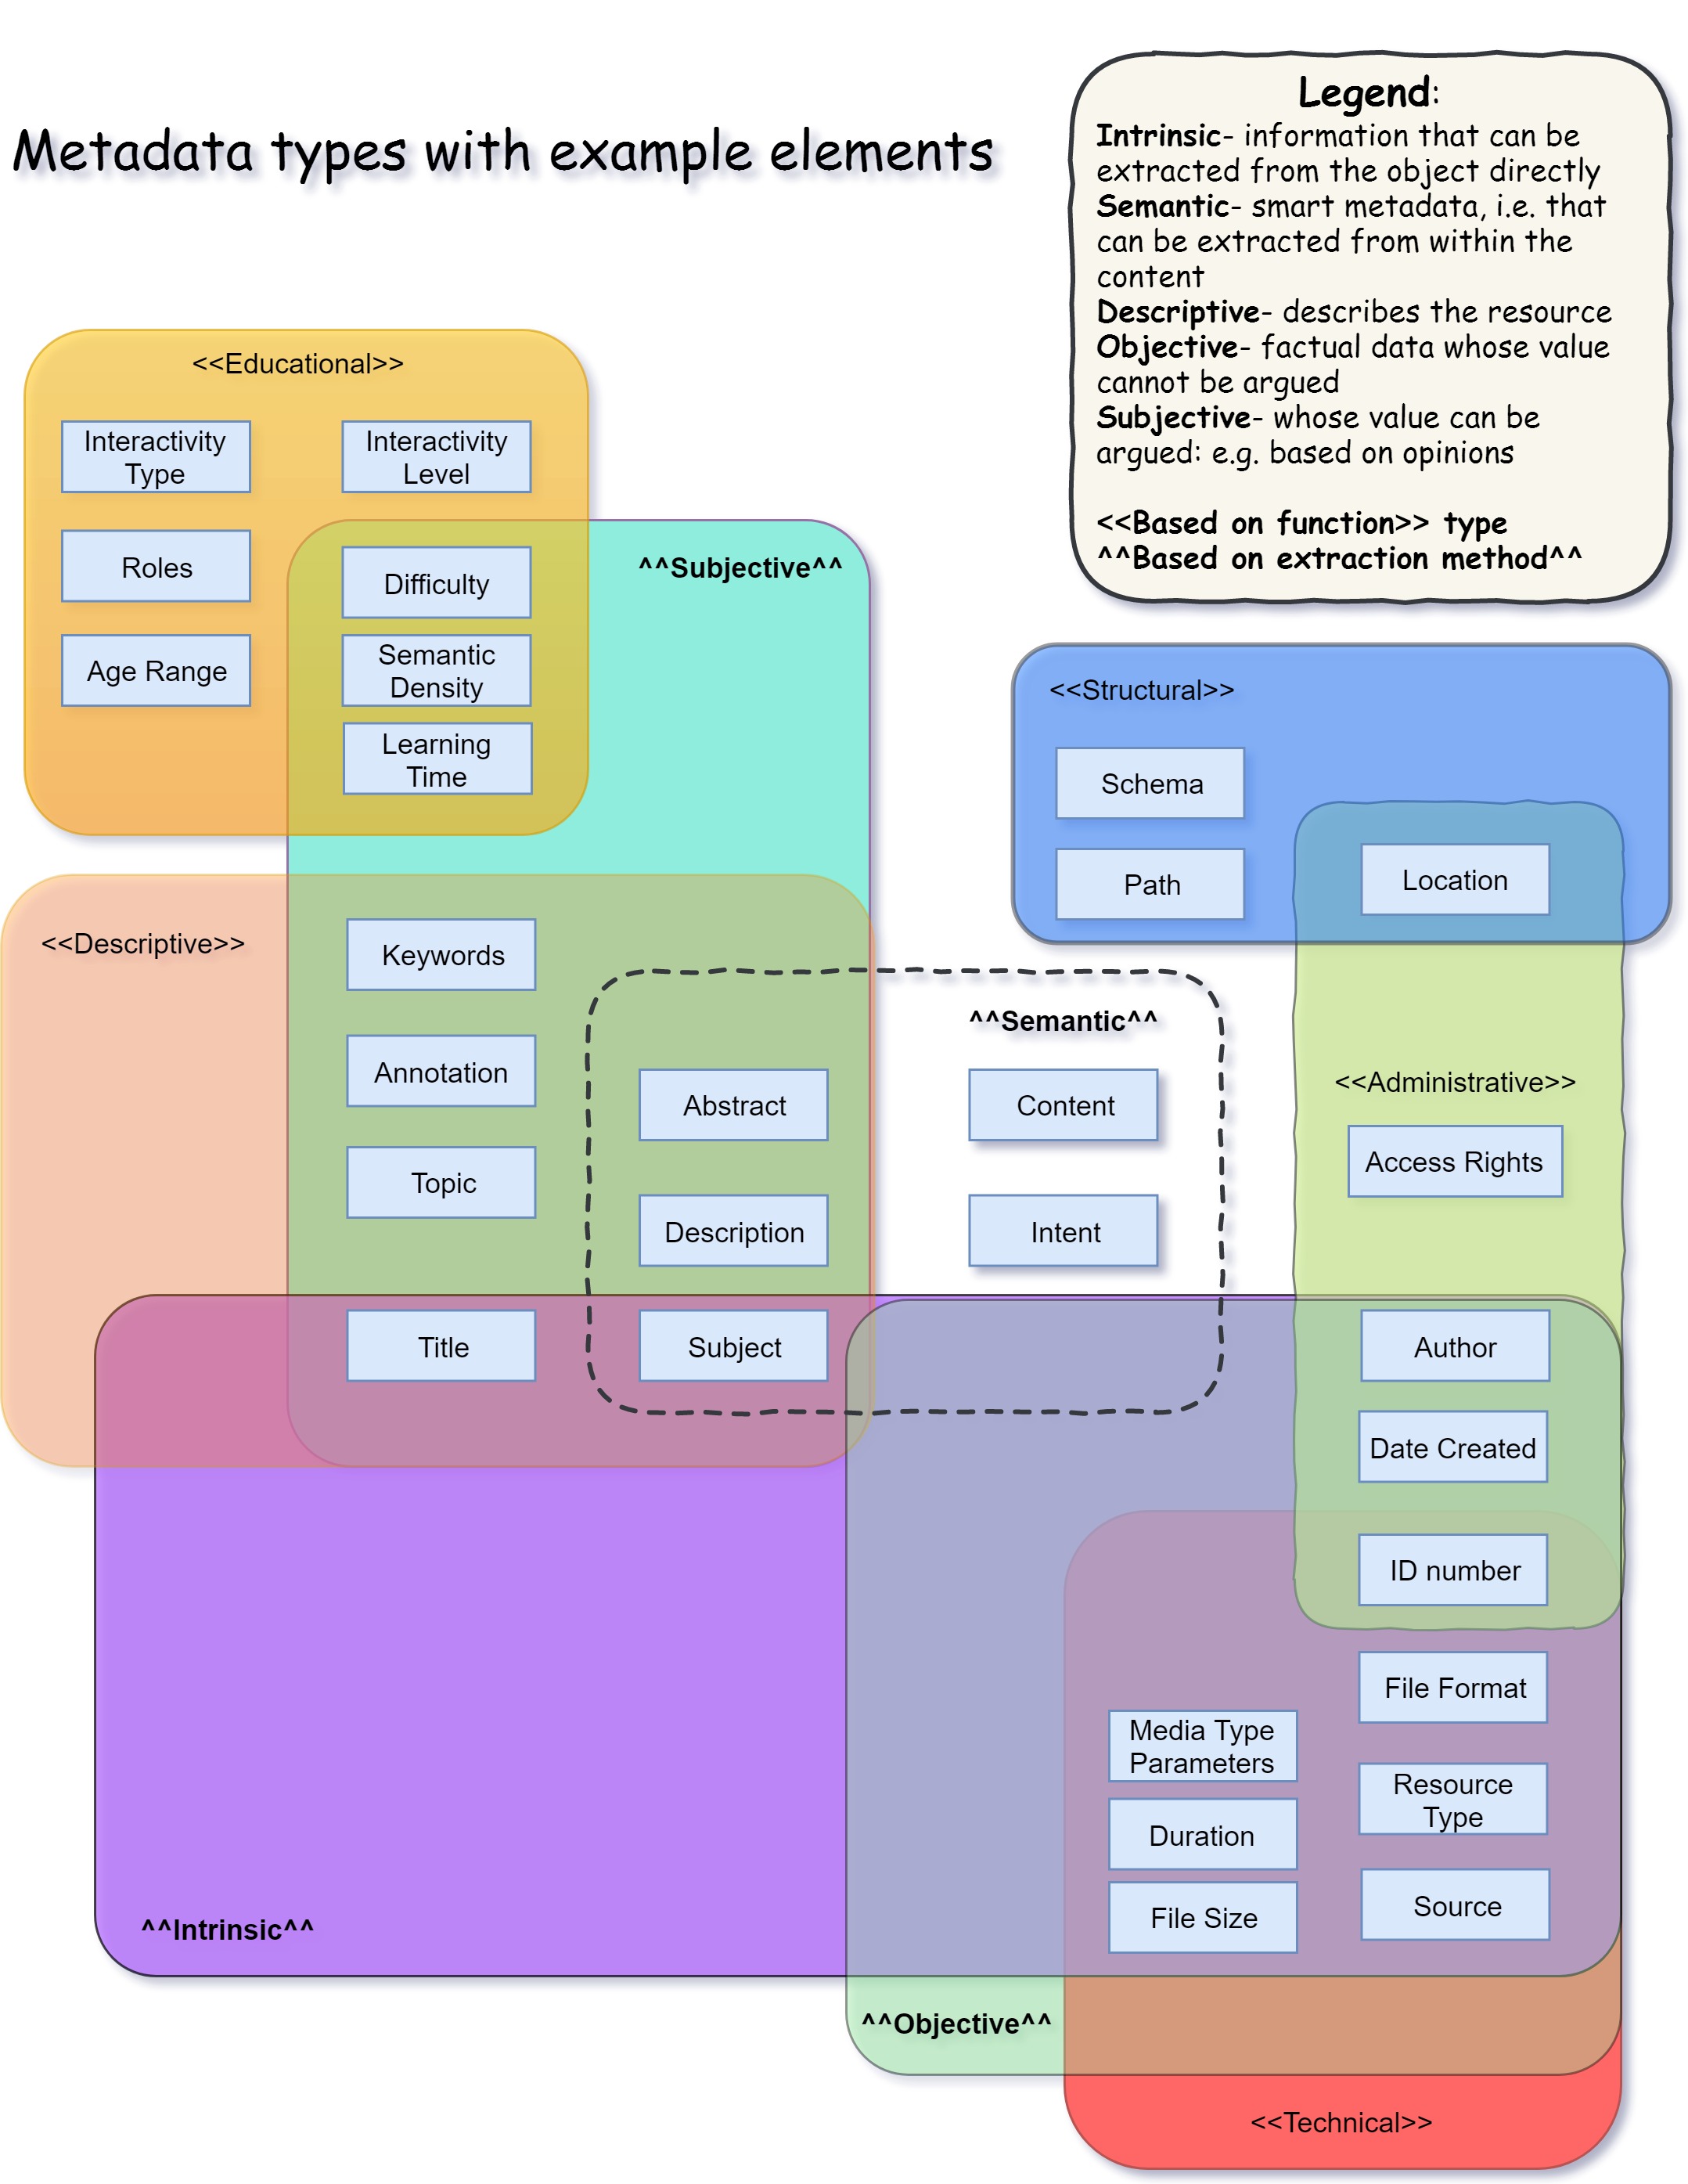 Metadata types with example elements
Legend:
Intrinsic- information that can be
extracted from the object directly
Semantic- smart metadata, i.e. that
can be extracted from within the
content
Descriptive- describes the resource
Objective- factual data whose value
cannot be argued
Subjective- whose value can be
argued: e.g. based on opinions
<<Based on function>> type
^^Based on extraction method^^
<<Educational>>
Interactivity
Type
Interactivity
Level
Roles
Age Range
^^Subjective^^
Difficulty
Semantic
Density
Learning
Time
<<Structural>>
Schema
Path
Location
<<Descriptive>>
Keywords
Annotation
Topic
Title
^^Semantic^^
Abstract
Description
Subject
Content
Intent
<<Administrative>>
Access Rights
Author
Date Created
ID number
File Format
Media Type
Parameters
Resource
Type
Duration
Source
File Size
^^Intrinsic^^
^^Objective^^
<<Technical>>